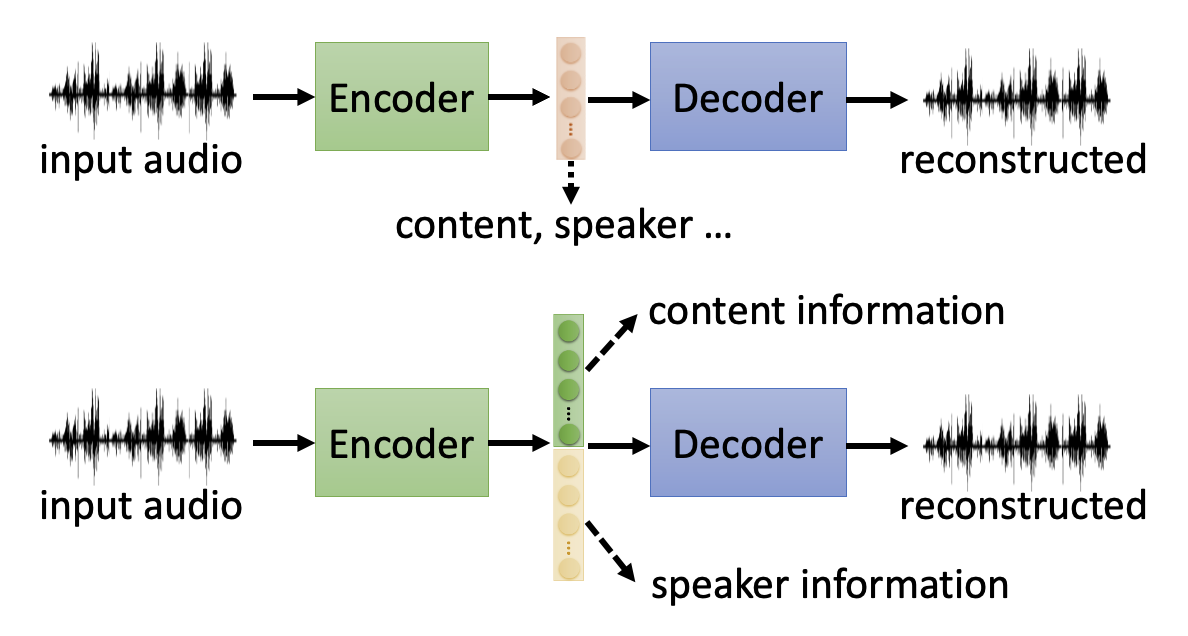 Encoder
Decoder
input audio
reconstructed
content, speaker ...
content information
Encoder
Decoder
input audio
reconstructed
speaker information